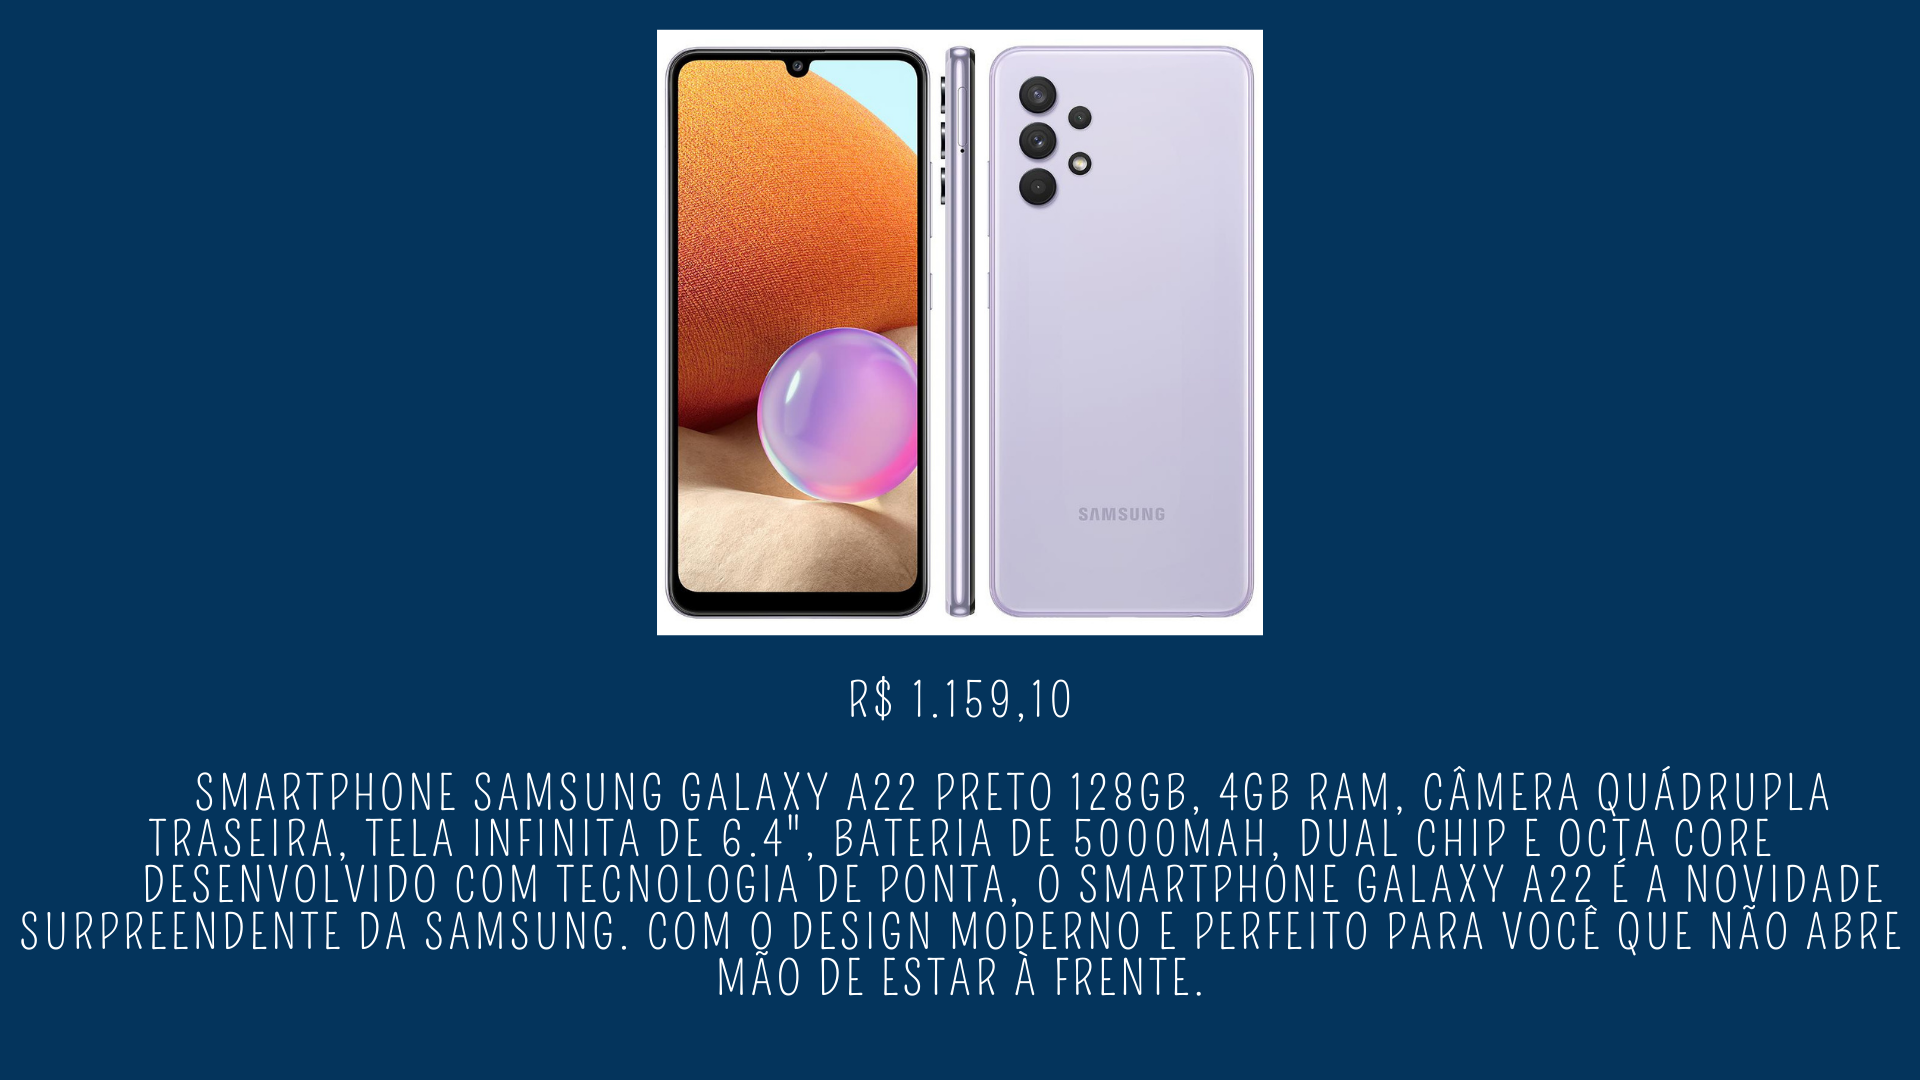 SAMSUNG
R$ 1.159,10
SMARTPHONE SAMSUNG GALAXY A22 PRETO 128GB, 4GB RAM, CÂMERA QUÁDRUPLA
TRASEIRA, TELA INFINITA DE 6.4", BATERIA DE 5000MAH, DUAL CHIP E OCTA CORE
DESENVOLVIDO COM TECNOLOGIA DE PONTA, O SMARTPHONE GALAXY A22 É A NOVIDADE
SURPREENDENTE DA SAMSUNG. COM O DESIGN MODERNO E PERFEITO PARA VOCÊ QUE NÃO ABRE
MÃO DE ESTAR À FRENTE.